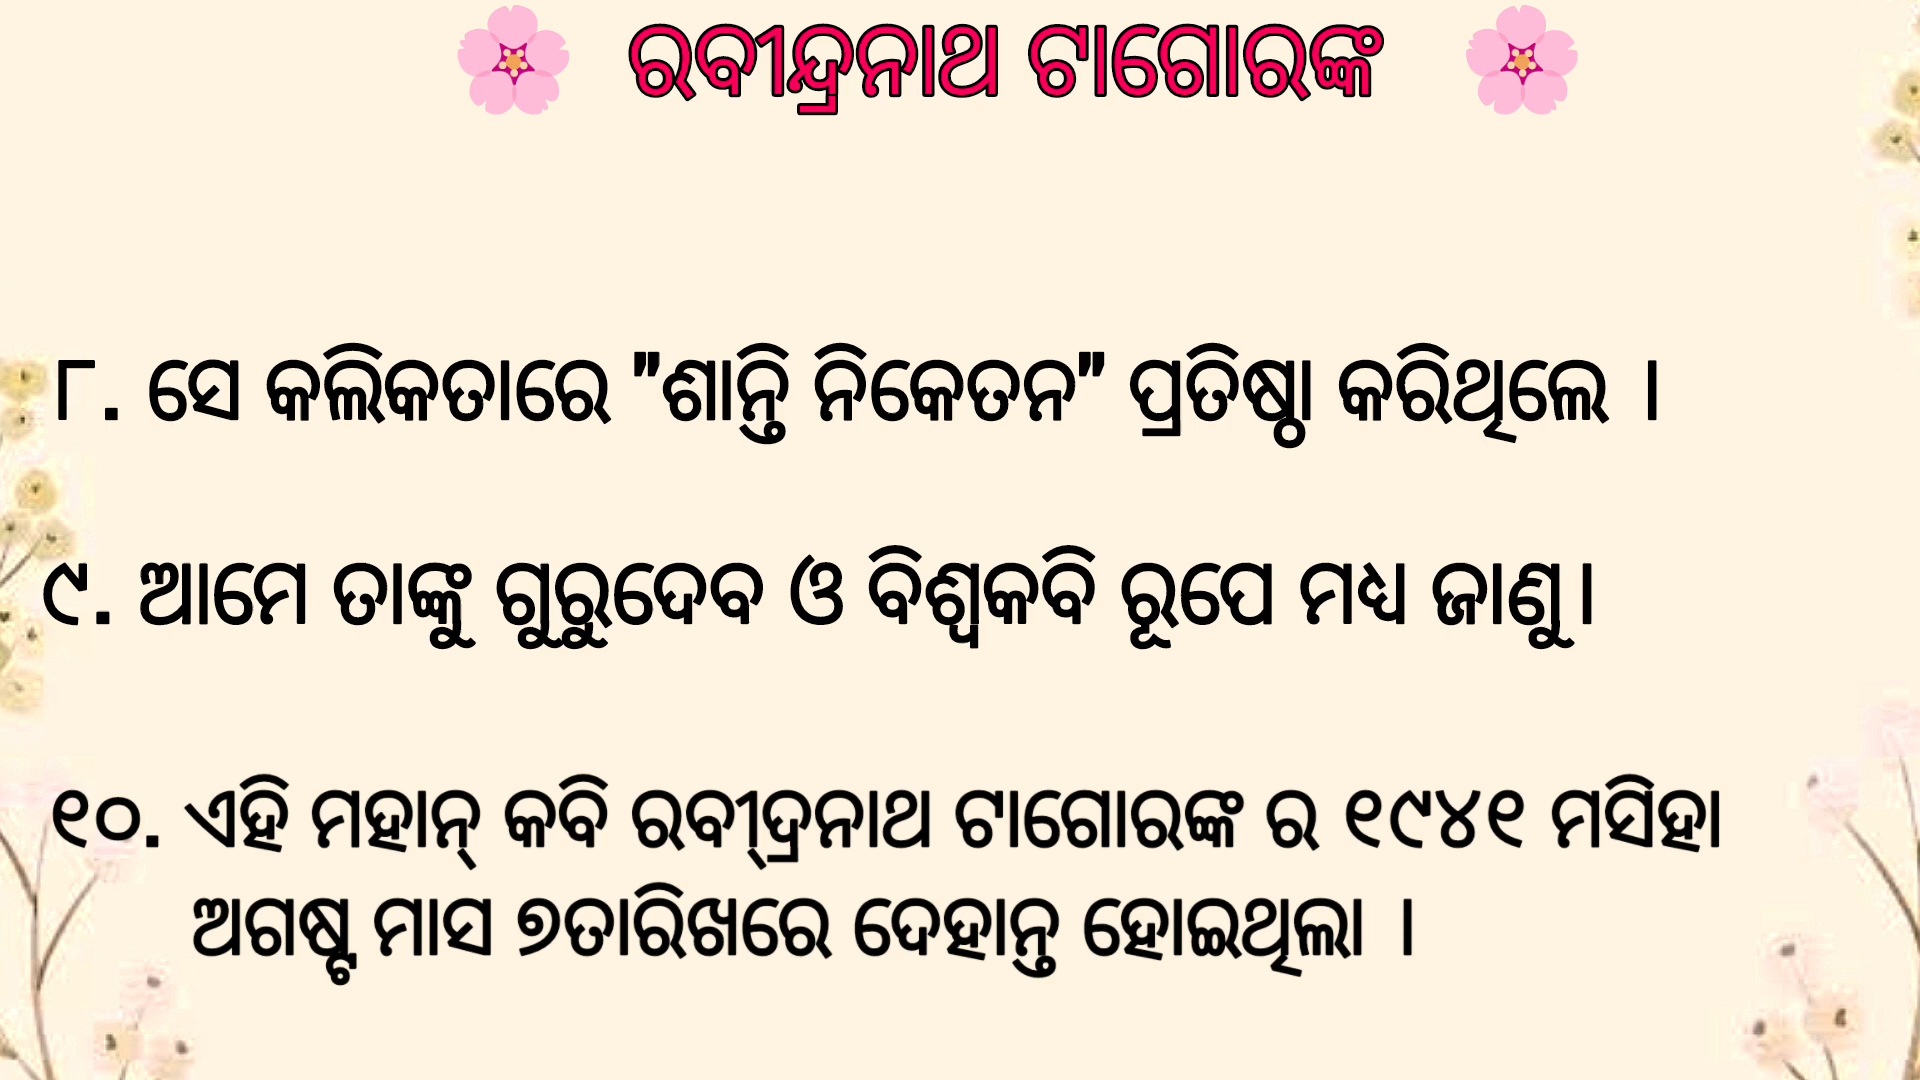 ରବୀନ୍ଦ୍ରନାଥ ଟାଗୋରଙ୍କ
୮. ସେ କଲିକତାରେ "ଶାନ୍ତି ନିକେତନ" ପ୍ରତିଷ୍ଠା କରିଥିଲେ ।
୯. ଆମେ ତାଙ୍କୁ ଗୁରୁଦେବ ଓ ବିଶ୍ୱକବି ରୂପେ ମଧ୍ୟ ଜାଣୁ।
୧୦. ଏହି ମହାନ୍ କବି ରବୀ୍ଦ୍ରନାଥ ଟାଗୋରଙ୍କ ର ୧୯୪୧ ମସିହା
ଅଗଷ୍ଟ ମାସ ୭ତାରିଖରେ ଦେହାନ୍ତ ହୋଇଥିଲା ।